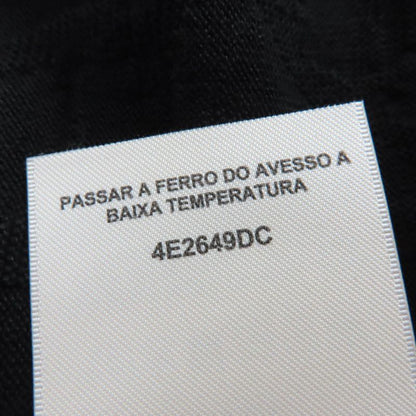 PASSAR A FERRO DO AVESSO A
BAIXA TEMPERATURA
4E2649DC